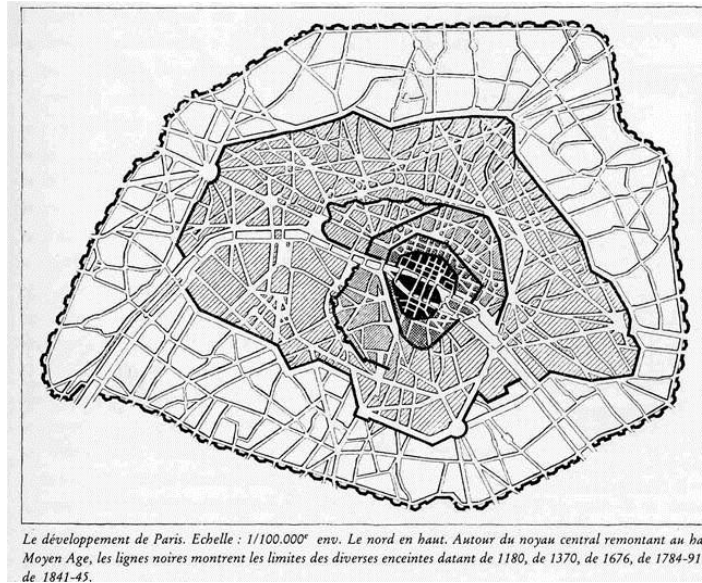 Le développement de Paris. Echelle : 1/100.000ᵉ env. Le nord en haut. Autour du noyau central remontant au ha
Moyen Age, les lignes noires montrent les limites des diverses enceintes datant de 1180, de 1370, de 1676, de 1784-91
de 1841-45.